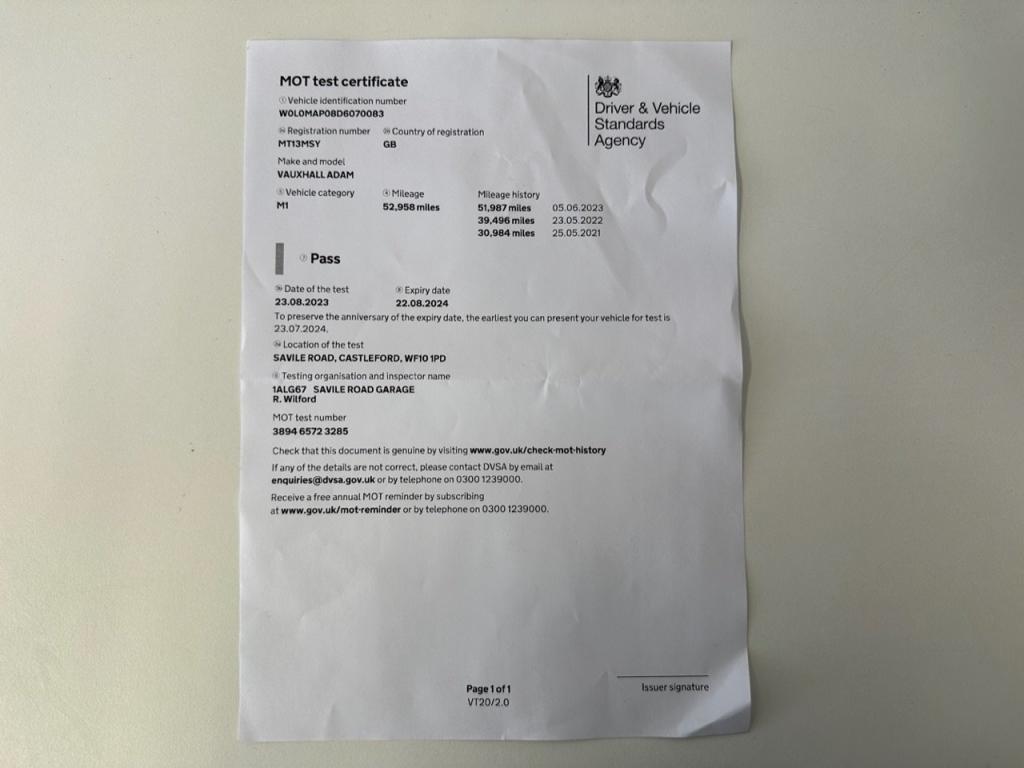 MOT test certificate
Driver & Vehicle
Standards
Agency
Vehicle identification number
W0L0MAP08D6070083
Registration number Country of registration
MT13MSY GB
Make and model
VAUXHALL ADAM
Vehicle category Mileage Mileage history
M1 52,958 miles 51,987 miles 05.06.2023
39,496 miles 23.05.2022
30,984 miles 25.05.2021
Pass
Date of the test Expiry date
23.08.2023 22.08.2024
To preserve the anniversary of the expiry date, the earliest you can present your vehicle for test is
23.07.2024.
Location of the test
SAVILE ROAD, CASTLEFORD, WF10 1PD
Testing organisation and inspector name
1ALG67 SAVILE ROAD GARAGE
R. Wilford
MOT test number
3894 6572 3285
Check that this document is genuine by visiting www.gov.uk/check-mot-history
If any of the details are not correct, please contact DVSA by email at
enquiries@dvsa.gov.uk or by telephone on 0300 1239000.
Receive a free annual MOT reminder by subscribing
at www.gov.uk/mot-reminder or by telephone on 0300 1239000.
Page 1 of 1
VT20/2.0
Issuer signature